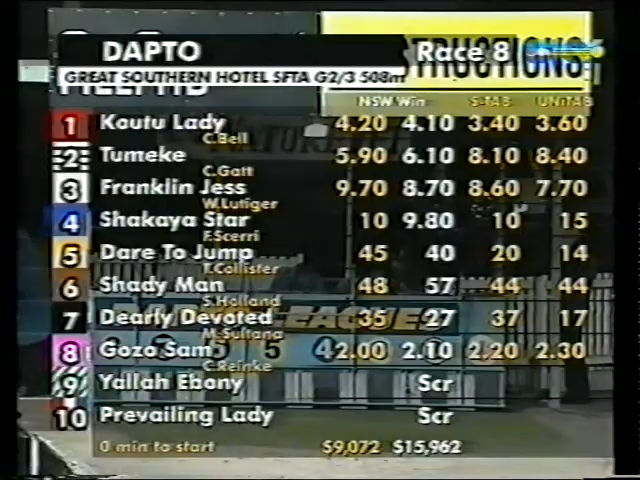 DAPTO Race 8
GREAT SOUTHERN HOTEL SFTA G2/3 508m
NSW Win S-TAB UNiTAB
1 Kautu Lady 4.20 4.10 3.40 3.60
C.Bell
2 Tumeke 5.90 6.10 8.10 8.40
C.Gatt
3 Franklin Jess 9.70 8.70 8.60 7.70
W.Lutiger
4 Shakaya Star 10 9.80 10 15
F.Scerri
5 Dare To Jump 45 40 20 14
T.Collister
6 Shady Man 48 57 44 44
S.Holland
7 Dearly Devoted 35 27 37 17
M.Sultana
8 Gozo Sam 2.00 2.10 2.20 2.30
C.Reinke
9 Yallah Ebony Scr
10 Prevailing Lady Scr
0 min to start $9,072 $15,962